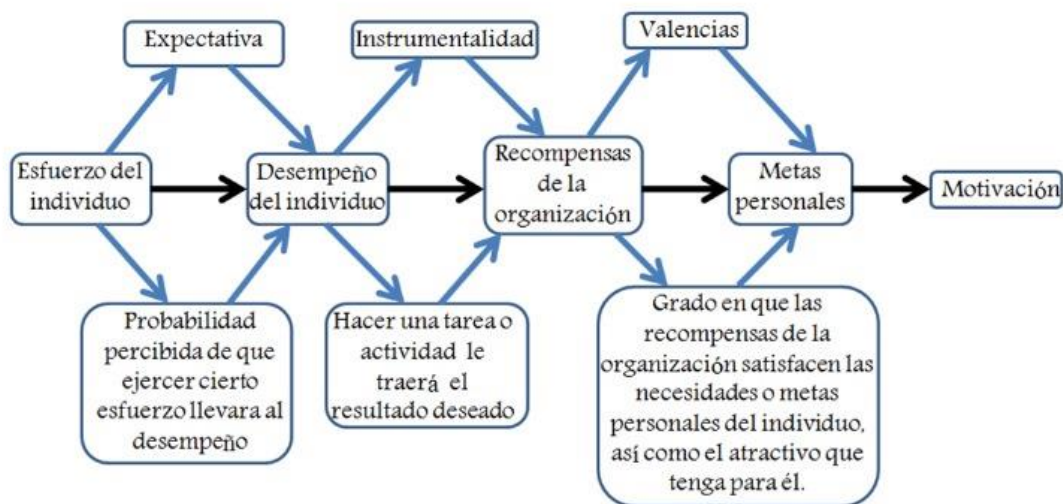 Expectativa
Instrumentalidad
Valencias
Esfuerzo del
individuo
Desempeño
del individuo
Recompensas
de la
organización
Metas
personales
Motivación
Probabilidad
percibida de que
ejercer cierto
esfuerzo llevara al
desempeño
Hacer una tarea o
actividad le
traerá el
resultado deseado
Grado en que las
recompensas de la
organización satisfacen las
necesidades o metas
personales del individuo,
así como el atractivo que
tenga para él.